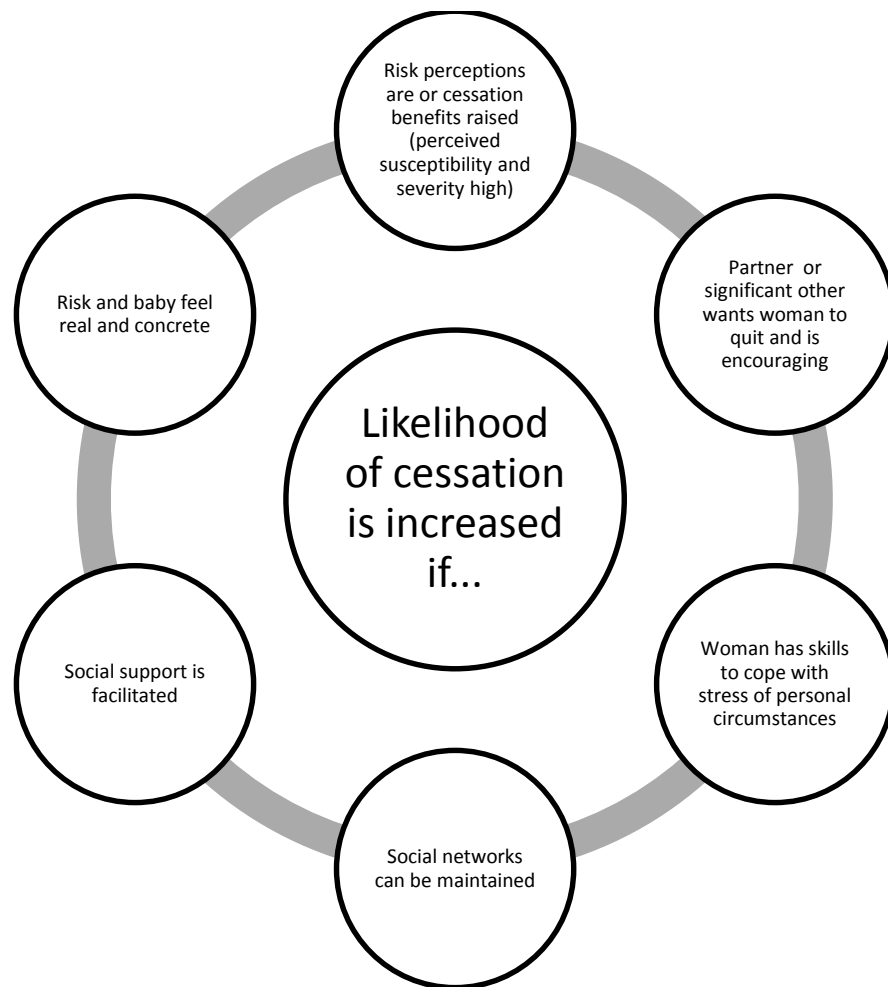 Risk perceptions
are or cessation
benefits raised
(perceived
susceptibility and
severity high)
Partner or
significant other
wants woman to
quit and is
encouraging
Woman has skills
to cope with
stress of personal
circumstances
Social networks
can be maintained
Social support is
facilitated
Risk and baby feel
real and concrete
Likelihood
of cessation
is increased
if...